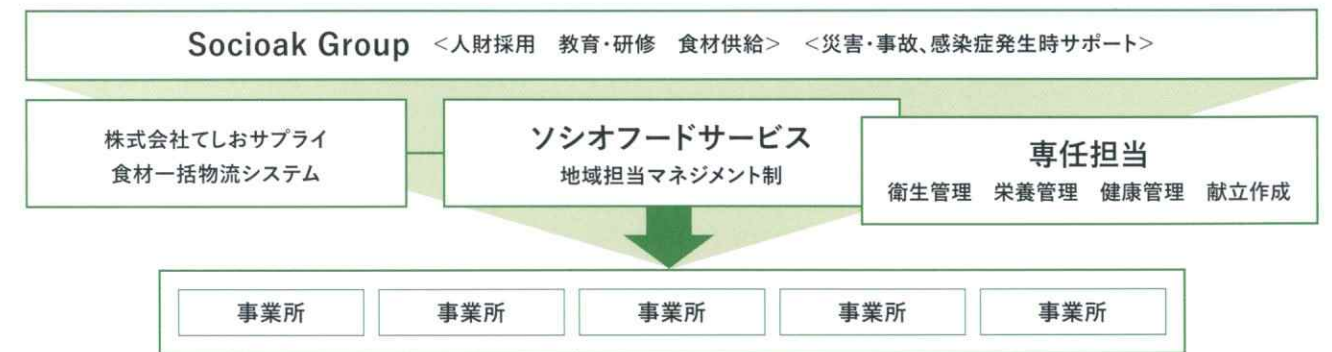 Socioak Group <人財採用 教育・研修 食材供給> <災害・事故、感染症発生時サポート>
株式会社てしおサプライ
食材一括物流システム
ソシオフードサービス
地域担当マネジメント制
専任担当
衛生管理 栄養管理 健康管理 献立作成
事業所 事業所 事業所 事業所 事業所